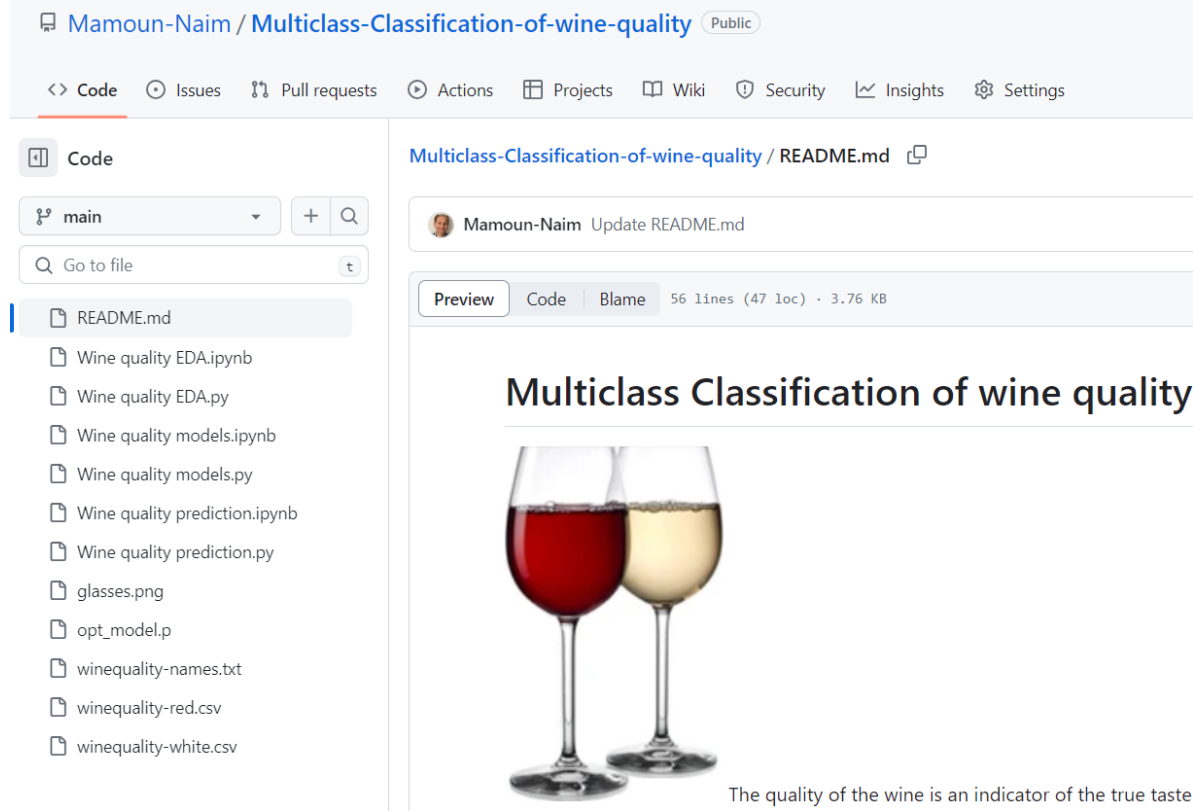 Mamoun-Naim / Multiclass-Classification-of-wine-quality Public
Code Issues Pull requests Actions Projects Wiki Security Insights Settings
Code
main
Go to file t
README.md
Wine quality EDA.ipynb
Wine quality EDA.py
Wine quality models.ipynb
Wine quality models.py
Wine quality prediction.ipynb
Wine quality prediction.py
glasses.png
opt_model.p
winequality-names.txt
winequality-red.csv
winequality-white.csv
Multiclass-Classification-of-wine-quality / README.md
Mamoun-Naim Update README.md
Preview Code Blame 56 lines (47 loc) · 3.76 KB
Multiclass Classification of wine quality
The quality of the wine is an indicator of the true taste